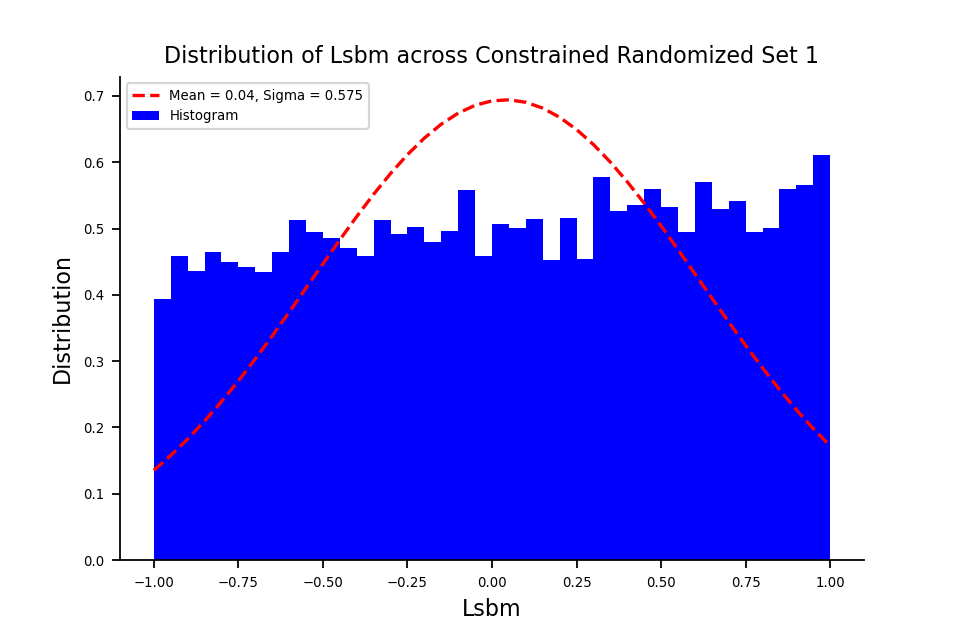 Distribution of Lsbm across Constrained Randomized Set 1
Mean = 0.04, Sigma = 0.575
Histogram
Distribution
0.7
0.6
0.5
0.4
0.3
0.2
0.1
0.0
−1.00 −0.75 −0.50 −0.25 0.00 0.25 0.50 0.75 1.00
Lsbm